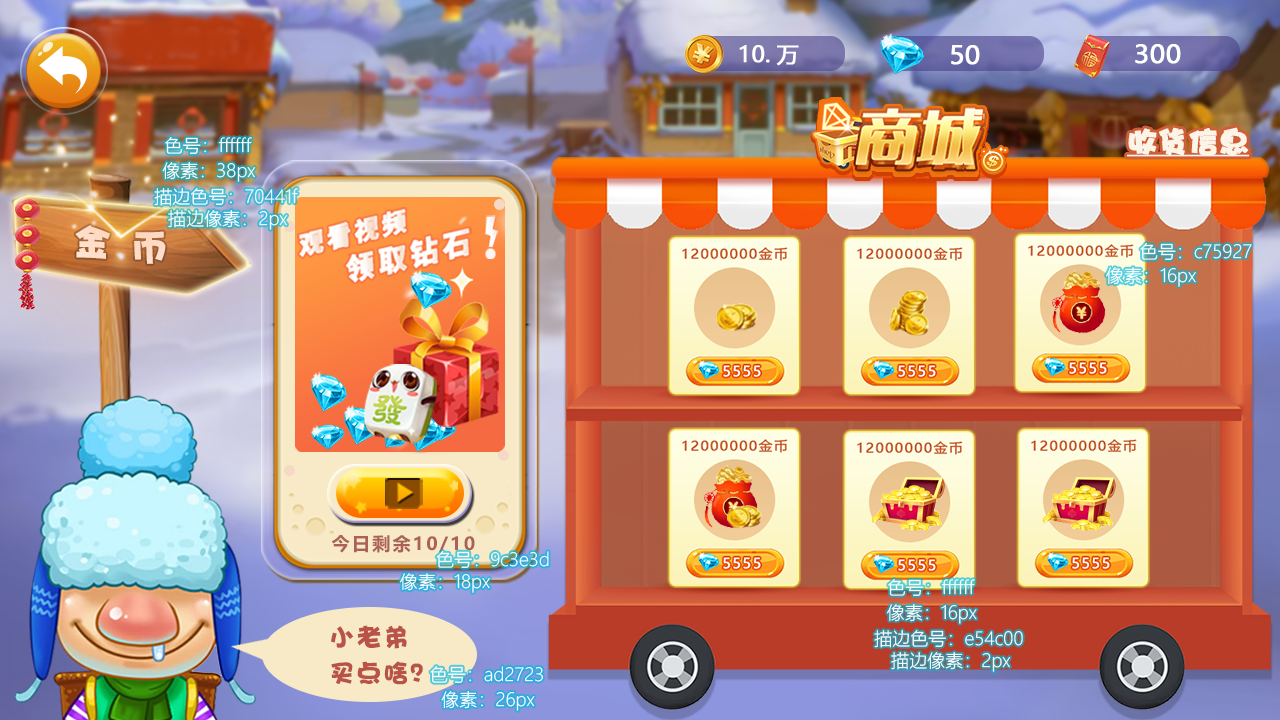 10.万
50
300
商城
收货信息
色号：ffffff
像素：38px
描边色号：70441f
描边像素：2px
金币
观看视频
领取钻石！
發
今日剩余10/10
色号：9c3e3d
像素：18px
12000000金币
12000000金币
12000000金币
色号：c75927
像素：16px
5555
5555
5555
12000000金币
12000000金币
12000000金币
5555
5555
5555
色号：ffffff
像素：16px
描边色号：e54c00
描边像素：2px
小老弟
买点啥?
色号：ad2723
像素：26px